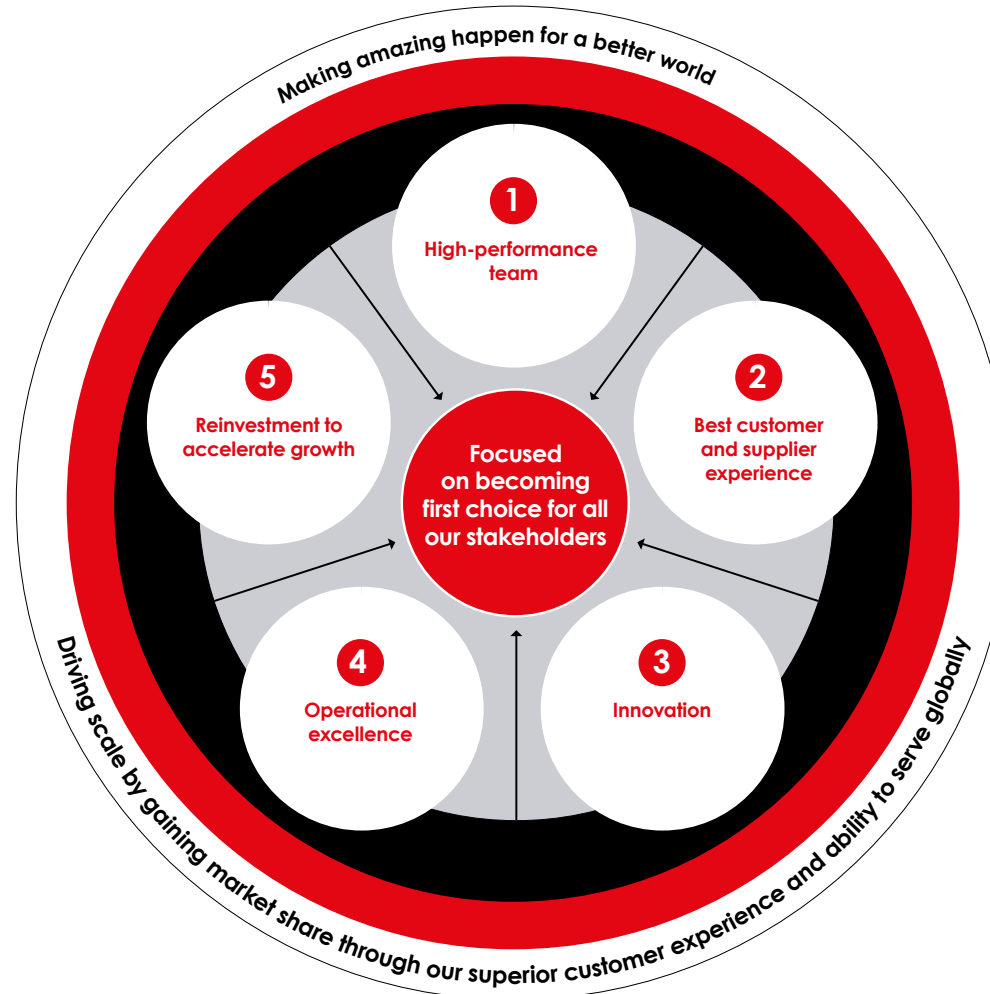 Making amazing happen for a better world
1
High-performance
team
2
Best customer
and supplier
experience
3
Innovation
4
Operational
excellence
5
Reinvestment to
accelerate growth
Focused
on becoming
first choice for all
our stakeholders
Driving scale by gaining market share through our superior customer experience and ability to serve globally